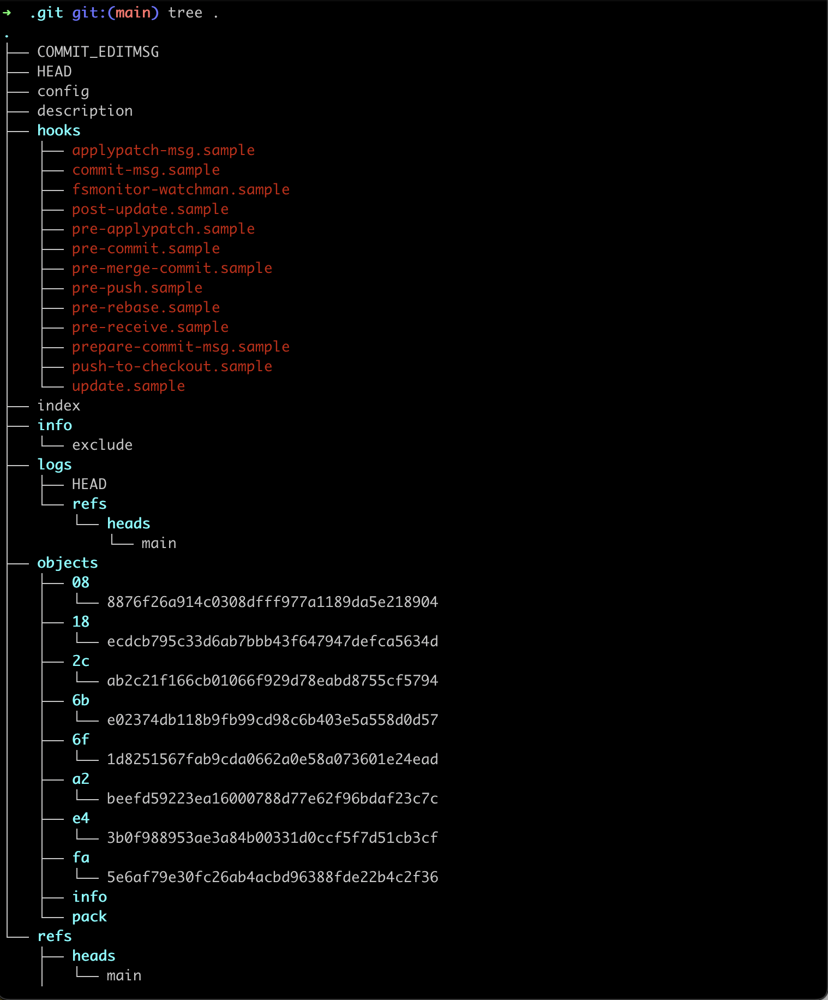 ➜  .git git:(main) tree .
.
├── COMMIT_EDITMSG
├── HEAD
├── config
├── description
├── hooks
│   ├── applypatch-msg.sample
│   ├── commit-msg.sample
│   ├── fsmonitor-watchman.sample
│   ├── post-update.sample
│   ├── pre-applypatch.sample
│   ├── pre-commit.sample
│   ├── pre-merge-commit.sample
│   ├── pre-push.sample
│   ├── pre-rebase.sample
│   ├── pre-receive.sample
│   ├── prepare-commit-msg.sample
│   ├── push-to-checkout.sample
│   └── update.sample
├── index
├── info
│   └── exclude
├── logs
│   ├── HEAD
│   └── refs
│       └── heads
│           └── main
├── objects
│   ├── 08
│   │   └── 8876f26a914c0308dfff977a1189da5e218904
│   ├── 18
│   │   └── ecdcb795c33d6ab7bbb43f647947defca5634d
│   ├── 2c
│   │   └── ab2c21f166cb01066f929d78eabd8755cf5794
│   ├── 6b
│   │   └── e02374db118b9fb99cd98c6b403e5a558d0d57
│   ├── 6f
│   │   └── 1d8251567fab9cda0662a0e58a073601e24ead
│   ├── a2
│   │   └── beefd59223ea16000788d77e62f96bdaf23c7c
│   ├── e4
│   │   └── 3b0f988953ae3a84b00331d0ccf5f7d51cb3cf
│   ├── fa
│   │   └── 5e6af79e30fc26ab4acbd96388fde22b4c2f36
│   ├── info
│   └── pack
└── refs
    ├── heads
    │   └── main